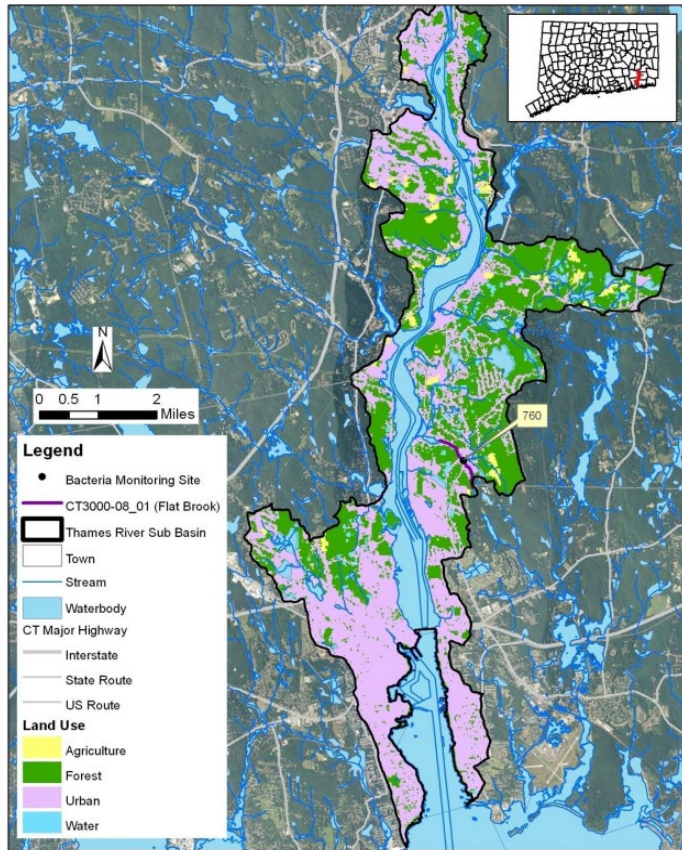 760
N
0 0.5 1 2
Miles
Legend
Bacteria Monitoring Site
CT3000-08_01 (Flat Brook)
Thames River Sub Basin
Town
Stream
Waterbody
CT Major Highway
Interstate
State Route
US Route
Land Use
Agriculture
Forest
Urban
Water